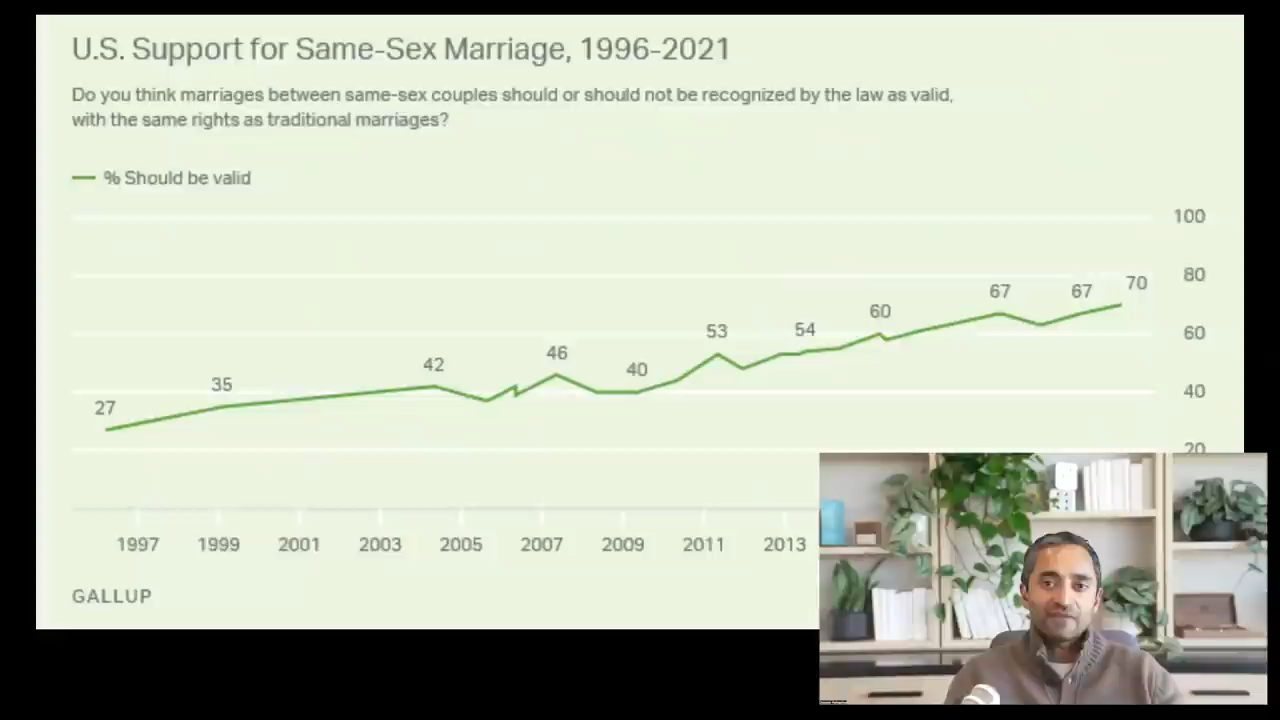 U.S. Support for Same-Sex Marriage, 1996-2021
Do you think marriages between same-sex couples should or should not be recognized by the law as valid,
with the same rights as traditional marriages?
% Should be valid
100
80
60
40
20
27
35
42
46
40
53
54
60
67
67
70
1997 1999 2001 2003 2005 2007 2009 2011 2013
GALLUP